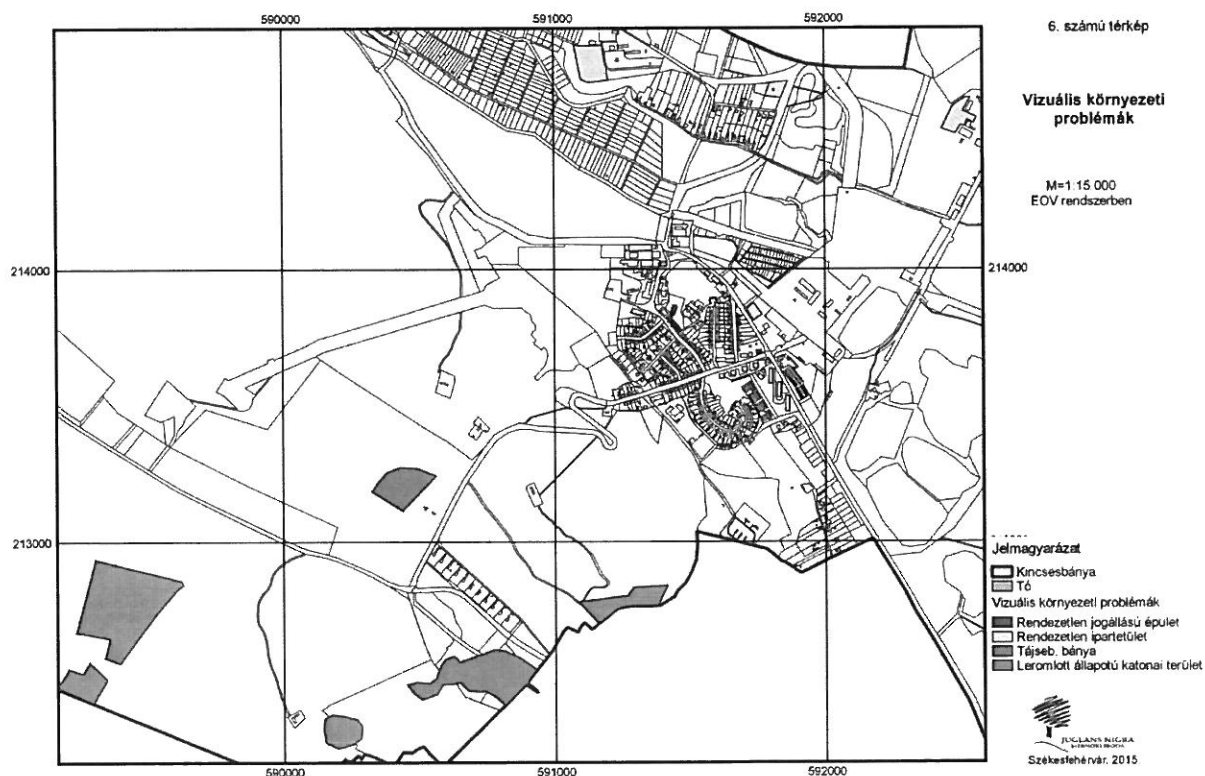 590000
591000
592000
6. számú térkép
Vizuális környezeti
problémák
M=1:15 000
EOV rendszerben
214000
214000
213000
Jelmagyarázat
Kincsesbánya
Tó
Vizuális környezeti problémák
Rendezetlen jogállású épület
Rendezetlen ipartetület
Tájseb. bánya
Leromlott állapotú katonai terület
JUGLANS NIGRA
Székesfehérvár, 2015
590000
591000
592000